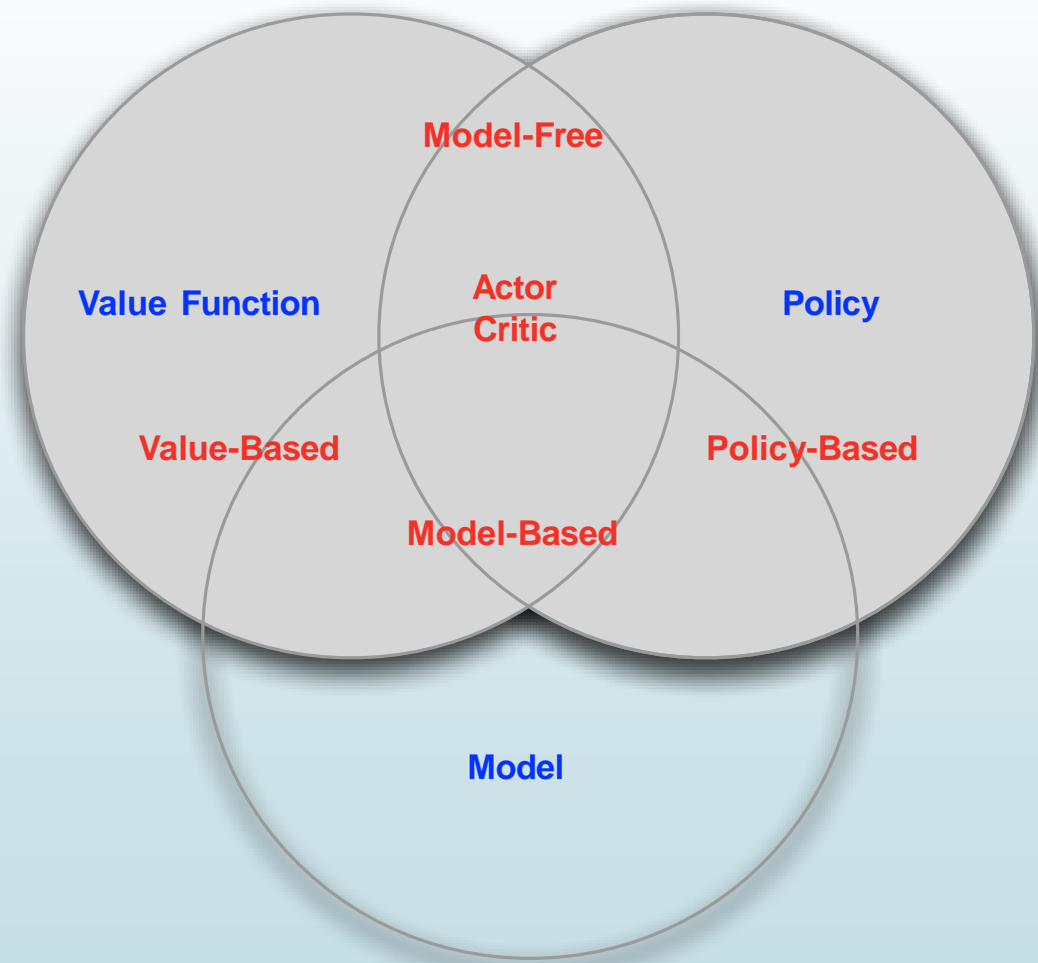 Model-Free
Actor
Critic
Value Function
Policy
Value-Based
Policy-Based
Model-Based
Model